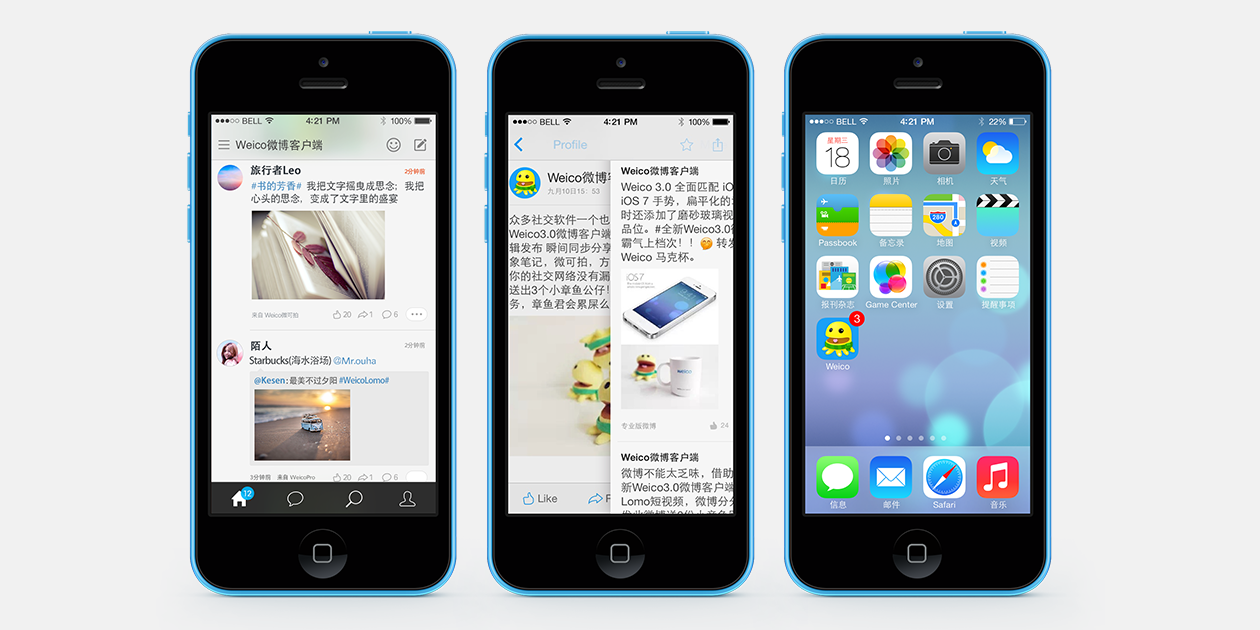 ●●●○○ BELL 4:21 PM 100%
Weico微博客户端
旅行者Leo 2分钟前
#书的芳香# 我把文字摇曳成思念；我把
心头的思念，变成了文字里的盛宴
来自 Weico微可拍 20 1 6
陌人 2分钟前
Starbucks(海水浴场) @Mr.ouha
@Kesen: 最美不过夕阳 #WeicoLomo#
3分钟前 来自 WeicoPro 20 1 6
12
●●●○○ BELL 4:21 PM 100%
Profile
Weico微博
九月10日15：53
众多社交软件一个也
Weico3.0微博客户端
辑发布 瞬间同步分享
象笔记，微可拍，方
你的社交网络没有漏
送出3个小章鱼公仔！
务，章鱼君会累屎么
Like
Weico微博客户端
Weico 3.0 全面匹配 iO
iOS 7 手势，扁平化的
时还添加了磨砂玻璃视
品位。#全新Weico3.0
霸气上档次！！ 转发
Weico 马克杯。
iOS7
专业版微博 24
Weico微博客户端
微博不能太乏味，借助
新Weico3.0微博客户端
Lomo短视频，微博分
●●●○○ BELL 4:21 PM 22%
星期三
18
日历 照片 相机 天气
280
Passbook 备忘录 地图 视频
报刊杂志 Game Center 设置 提醒事项
3
Weico
信息 邮件 Safari 音乐